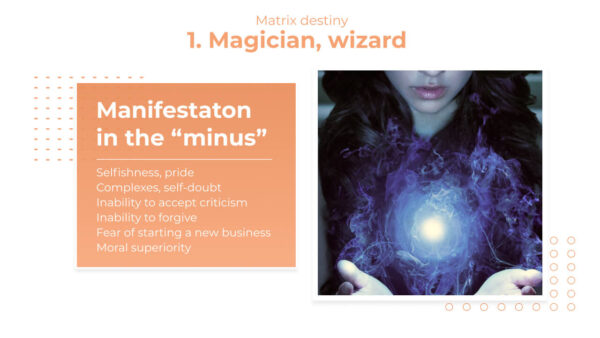 Matrix destiny
1. Magician, wizard
Manifestaton
in the “minus”
Selfishness, pride
Complexes, self-doubt
Inability to accept criticism
Inability to forgive
Fear of starting a new business
Moral superiority